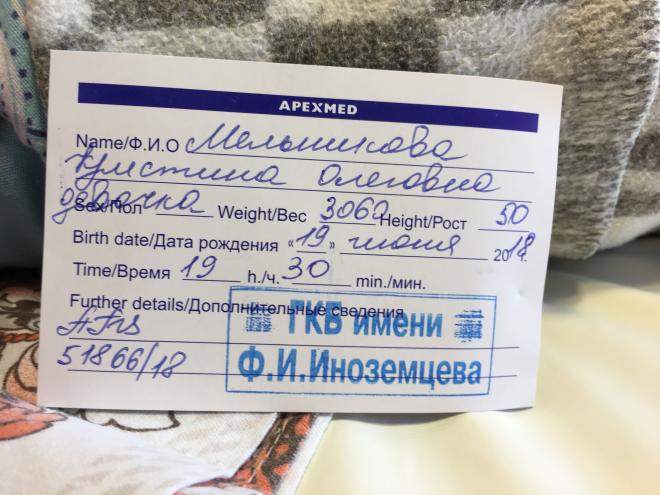 APEXMED
Name/Ф.И.О Мельникова
Кристина Олеговна
Sex/Пол девочка Weight/Вес 3060 Height/Рост 50
Birth date/Дата рождения «19» июня 2018 г.
Time/Время 19 h./ч. 30 min./мин.
Further details/Дополнительные сведения
51866/18
ГКБ имени
Ф.И.Иноземцева